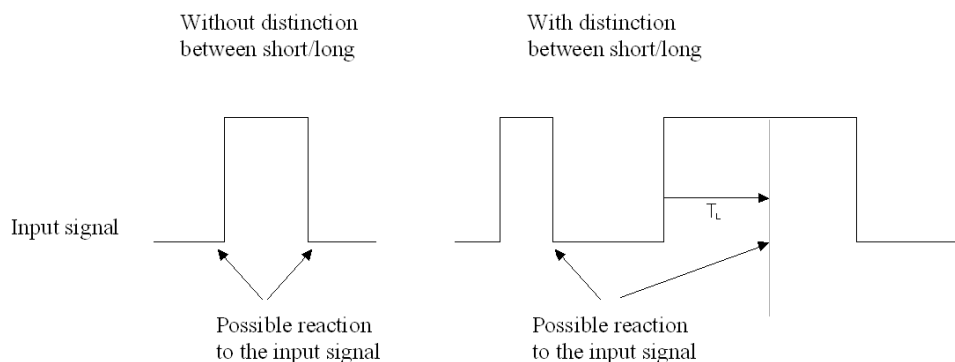 Without distinction
between short/long
With distinction
between short/long
Input signal
TL
Possible reaction
to the input signal
Possible reaction
to the input signal